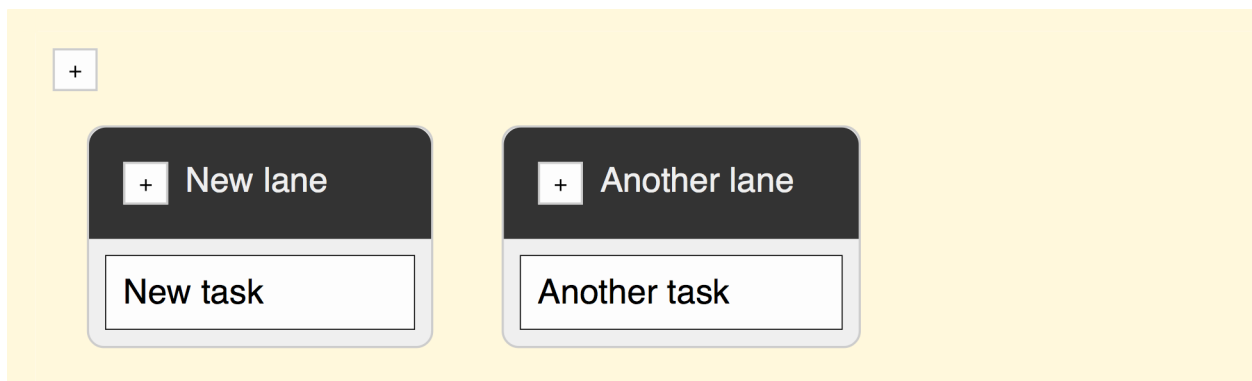 +
+ New lane
New task
+ Another lane
Another task